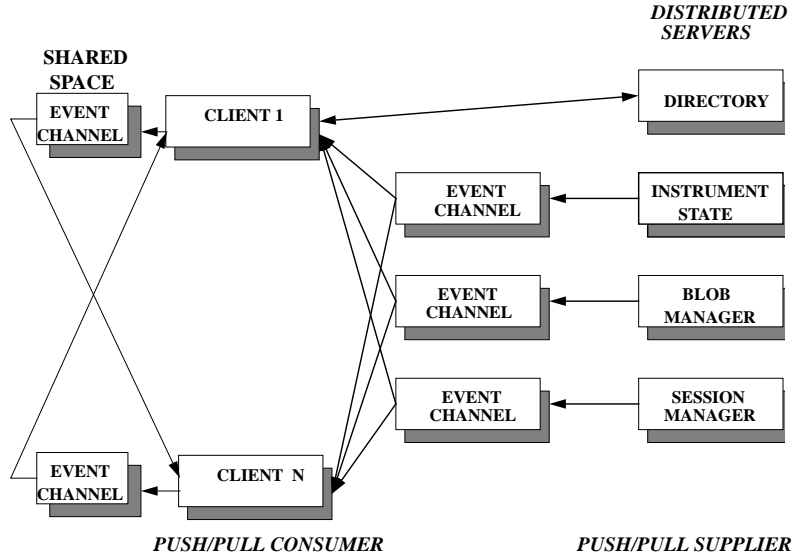 DISTRIBUTED
SERVERS
SHARED
SPACE
EVENT
CHANNEL
CLIENT 1
DIRECTORY
EVENT
CHANNEL
INSTRUMENT
STATE
EVENT
CHANNEL
BLOB
MANAGER
EVENT
CHANNEL
SESSION
MANAGER
EVENT
CHANNEL
CLIENT N
PUSH/PULL CONSUMER
PUSH/PULL SUPPLIER